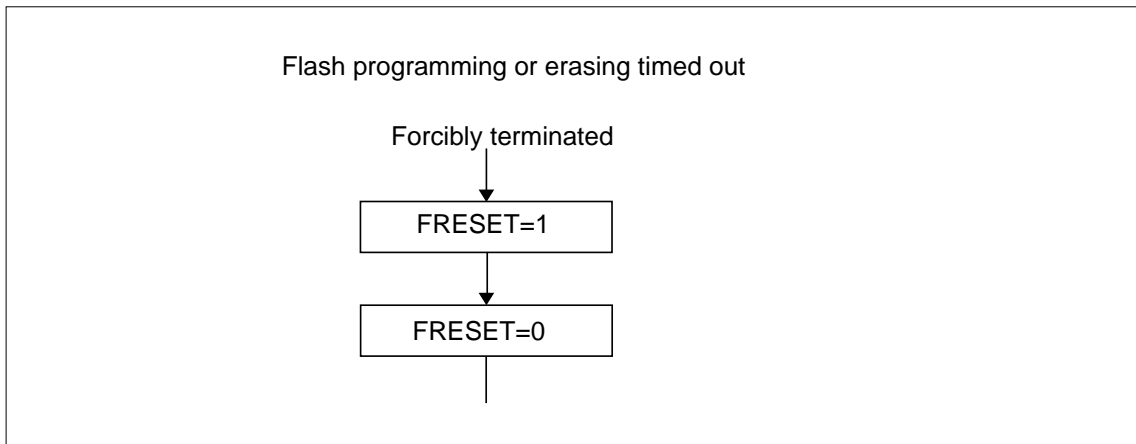 Flash programming or erasing timed out
Forcibly terminated
FRESET=1
FRESET=0